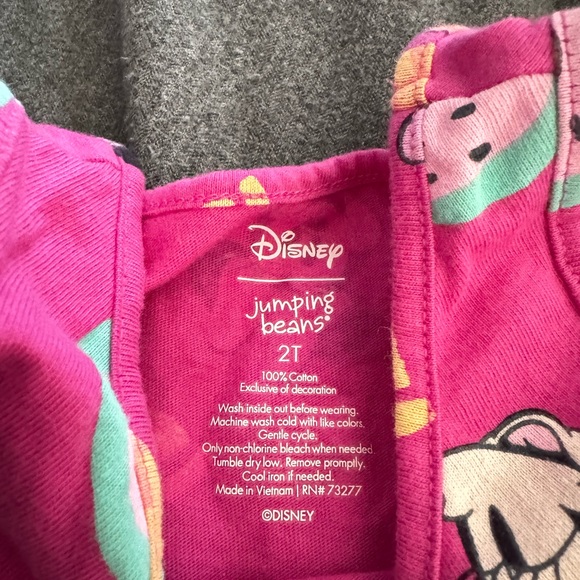 Disney
jumping
beans®
2T
100% Cotton
Exclusive of decoration
Wash inside out before wearing.
Machine wash cold with like colors.
Gentle cycle.
Only non-chlorine bleach when needed.
Tumble dry low. Remove promptly.
Cool iron if needed.
Made in Vietnam | RN# 73277
©DISNEY